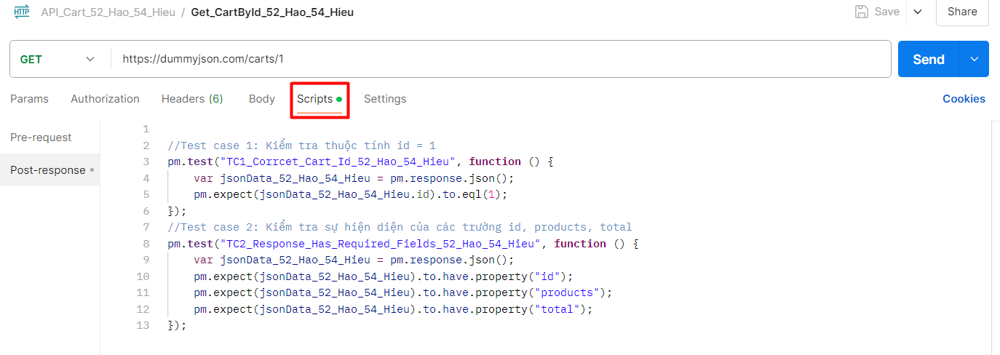 HTTP API_Cart_52_Hao_54_Hieu / Get_CartById_52_Hao_54_Hieu Save Share
GET https://dummyjson.com/carts/1 Send
Params Authorization Headers (6) Body Scripts Settings Cookies
Pre-request
Post-response
1
2 //Test case 1: Kiểm tra thuộc tính id = 1
3 pm.test("TC1_Corrcet_Cart_Id_52_Hao_54_Hieu", function () {
4 var jsonData_52_Hao_54_Hieu = pm.response.json();
5 pm.expect(jsonData_52_Hao_54_Hieu.id).to.eql(1);
6 });
7 //Test case 2: Kiểm tra sự hiện diện của các trường id, products, total
8 pm.test("TC2_Response_Has_Required_Fields_52_Hao_54_Hieu", function () {
9 var jsonData_52_Hao_54_Hieu = pm.response.json();
10 pm.expect(jsonData_52_Hao_54_Hieu).to.have.property("id");
11 pm.expect(jsonData_52_Hao_54_Hieu).to.have.property("products");
12 pm.expect(jsonData_52_Hao_54_Hieu).to.have.property("total");
13 });